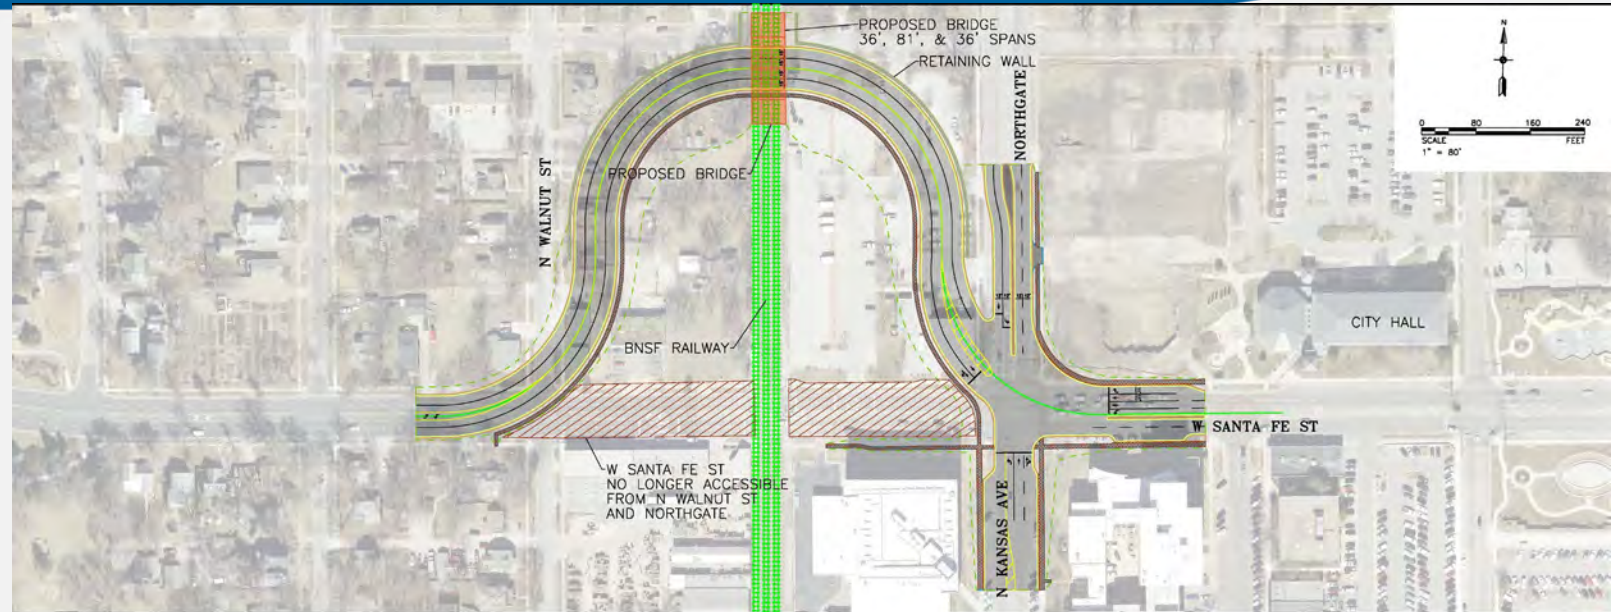 PROPOSED BRIDGE
36', 81', & 36' SPANS
RETAINING WALL
NORTHGATE
N
0 80 160 240
SCALE FEET
1" = 80'
N WALNUT ST
PROPOSED BRIDGE
BNSF RAILWAY
CITY HALL
W SANTA FE ST
W SANTA FE ST
NO LONGER ACCESSIBLE
FROM N WALNUT ST
AND NORTHGATE
N KANSAS AVE